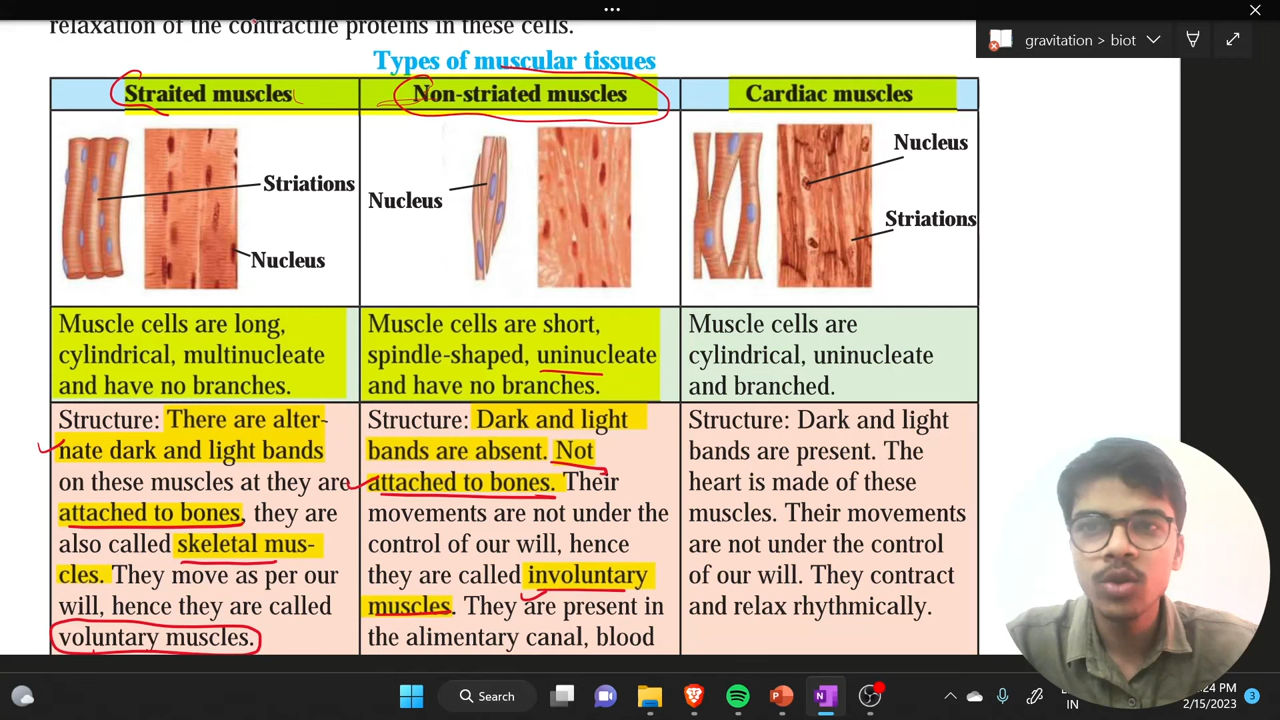 relaxation of the contractile proteins in these cells.
gravitation > biot
Types of muscular tissues
Straited muscles
Non-striated muscles
Cardiac muscles
Striations
Nucleus
Nucleus
Nucleus
Striations
Muscle cells are long,
cylindrical, multinucleate
and have no branches.
Muscle cells are short,
spindle-shaped, uninucleate
and have no branches.
Muscle cells are
cylindrical, uninucleate
and branched.
Structure: There are alter-
nate dark and light bands
on these muscles at they are
attached to bones, they are
also called skeletal mus-
cles. They move as per our
will, hence they are called
voluntary muscles.
Structure: Dark and light
bands are absent. Not
attached to bones. Their
movements are not under the
control of our will, hence
they are called involuntary
muscles. They are present in
the alimentary canal, blood
Structure: Dark and light
bands are present. The
heart is made of these
muscles. Their movements
are not under the control
of our will. They contract
and relax rhythmically.
Search
IN
:24 PM
2/15/2023
3